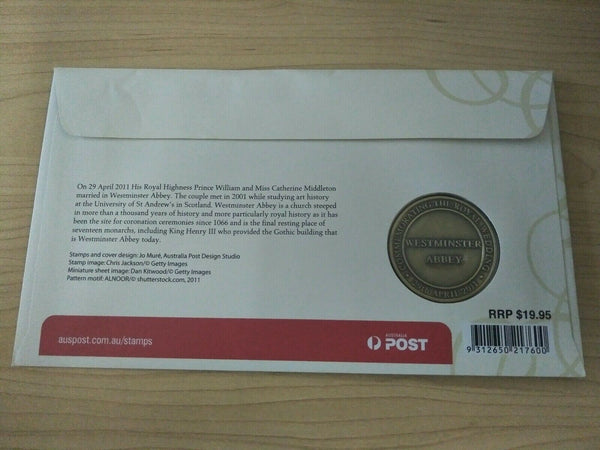 On 29 April 2011 His Royal Highness Prince William and Miss Catherine Middleton
married in Westminster Abbey. The couple met in 2001 while studying art history
at the University of St Andrew's in Scotland. Westminster Abbey is a church steeped
in more than a thousand years of history and more particularly royal history as it has
been the site for coronation ceremonies since 1066 and is the final resting place of
seventeen monarchs, including King Henry III who provided the Gothic building that
is Westminster Abbey today.
Stamps and cover design: Jo Muré, Australia Post Design Studio
Stamp image: Chris Jackson/© Getty Images
Miniature sheet image: Dan Kitwood/© Getty Images
Pattern motif: ALNOOR/© shutterstock.com, 2011
COMMEMORATING THE ROYAL WEDDING
WESTMINSTER
ABBEY
APRIL 2011
RRP $19.95
auspost.com.au/stamps
AUSTRALIA
POST
9 312650 217600